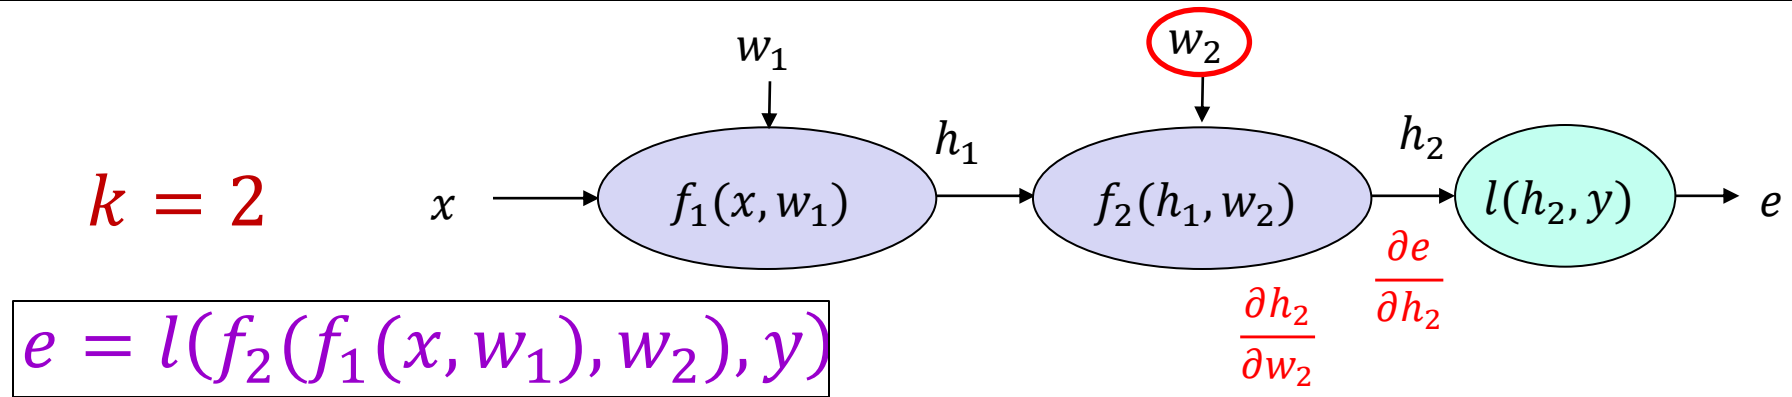 w₁ w₂
h₁ h₂
k = 2 x f₁(x, w₁) f₂(h₁, w₂) l(h₂, y) e
∂h₂/∂w₂ ∂e/∂h₂
e = l(f₂(f₁(x, w₁), w₂), y)